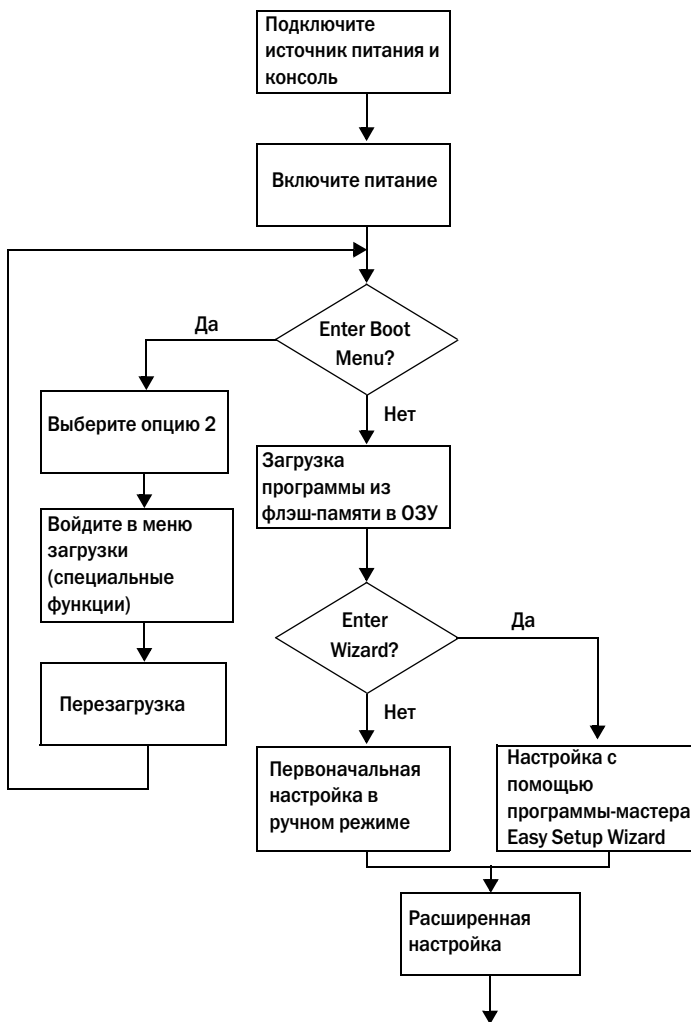 Подключите
источник питания и
консоль
Включите питание
Enter Boot
Menu?
Да
Нет
Выберите опцию 2
Загрузка
программы из
флэш-памяти в ОЗУ
Войдите в меню
загрузки
(специальные
функции)
Enter
Wizard?
Да
Нет
Перезагрузка
Первоначальная
настройка в
ручном режиме
Настройка с
помощью
программы-мастера
Easy Setup Wizard
Расширенная
настройка